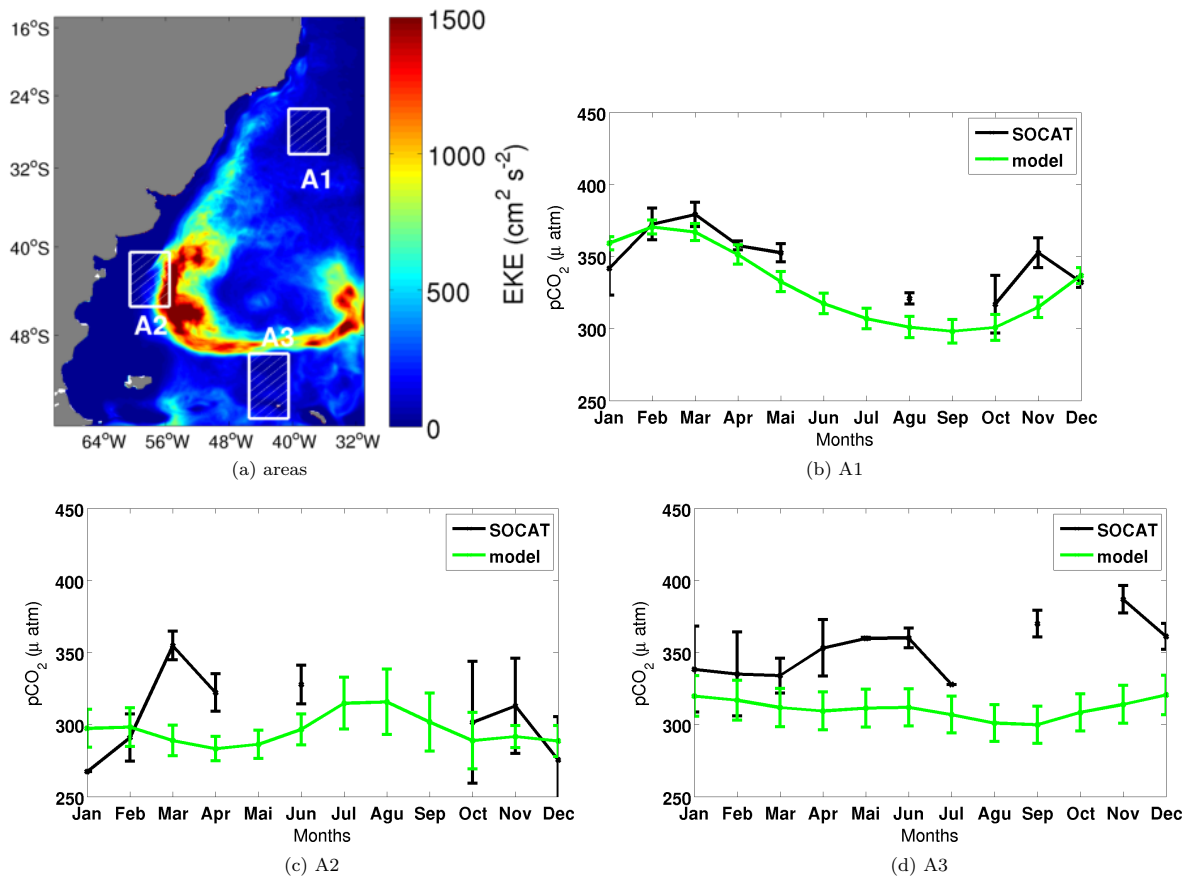 16°S
24°S
32°S
40°S
48°S
64°W 56°W 48°W 40°W 32°W
A1
A2
A3
1500
1000
500
0
EKE (cm² s⁻²)
(a) areas
450
400
350
300
250
pCO₂ (μ atm)
SOCAT
model
Jan Feb Mar Apr Mai Jun Jul Agu Sep Oct Nov Dec
Months
(b) A1
450
400
350
300
250
pCO₂ (μ atm)
SOCAT
model
Jan Feb Mar Apr Mai Jun Jul Agu Sep Oct Nov Dec
Months
(c) A2
450
400
350
300
250
pCO₂ (μ atm)
SOCAT
model
Jan Feb Mar Apr Mai Jun Jul Agu Sep Oct Nov Dec
Months
(d) A3